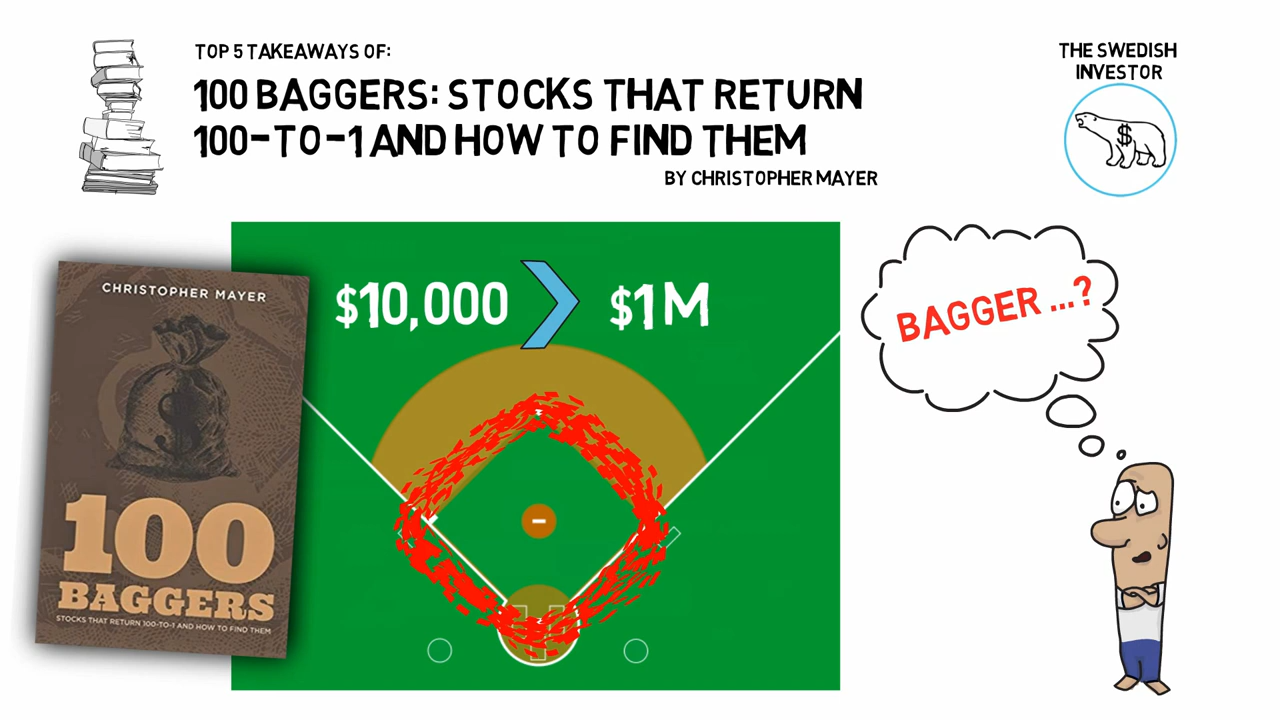 TOP 5 TAKEAWAYS OF:
100 BAGGERS: STOCKS THAT RETURN
100-TO-1 AND HOW TO FIND THEM
BY CHRISTOPHER MAYER
THE SWEDISH
INVESTOR
$
$10,000
$1M
BAGGER ...?
CHRISTOPHER MAYER
100
BAGGERS
STOCKS THAT RETURN 100-TO-1 AND HOW TO FIND THEM